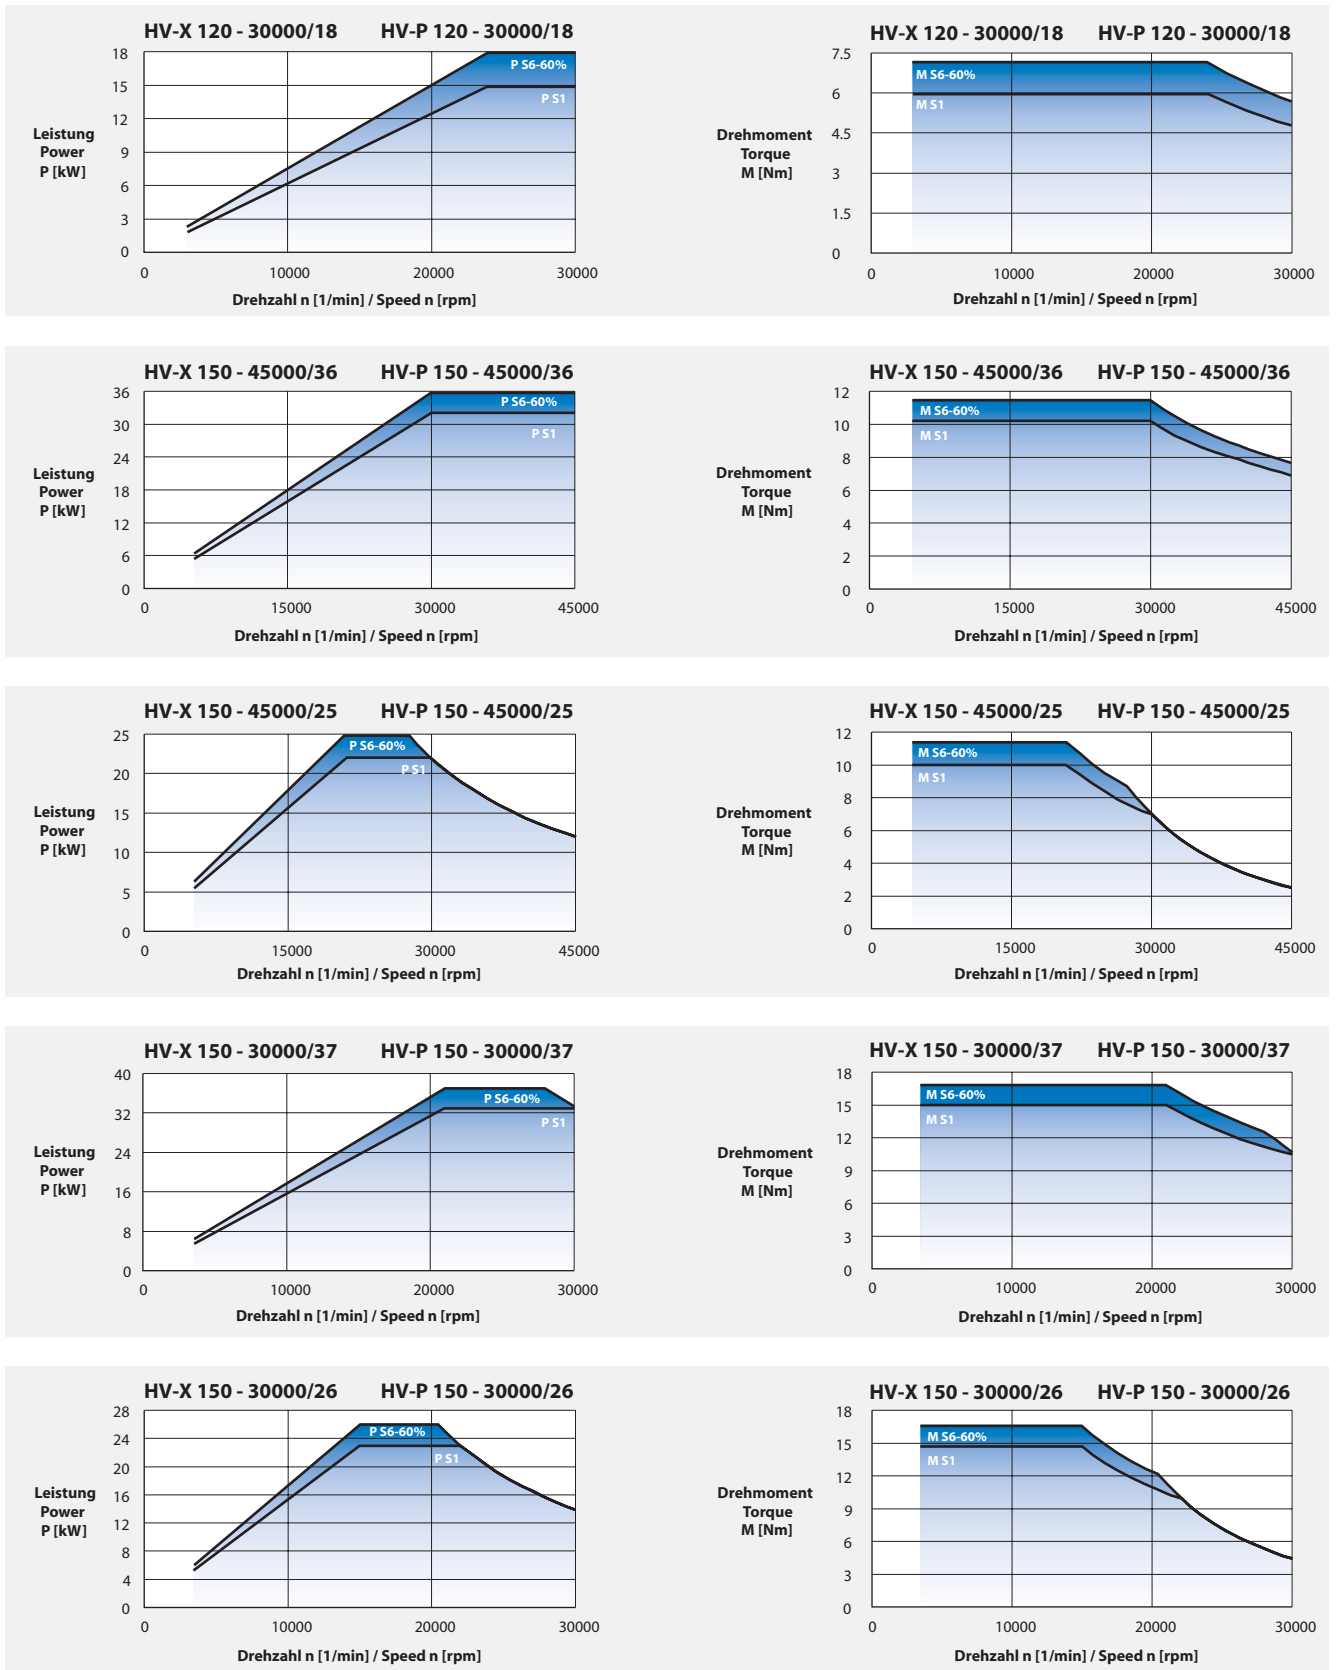 HV-X 120 - 30000/18 HV-P 120 - 30000/18
18
15
12
9
6
3
0
Leistung
Power
P [kW]
P S6-60%
P S1
0 10000 20000 30000
Drehzahl n [1/min] / Speed n [rpm]
HV-X 120 - 30000/18 HV-P 120 - 30000/18
7.5
6
4.5
3
1.5
0
Drehmoment
Torque
M [Nm]
M S6-60%
M S1
0 10000 20000 30000
Drehzahl n [1/min] / Speed n [rpm]
HV-X 150 - 45000/36 HV-P 150 - 45000/36
36
30
24
18
12
6
0
Leistung
Power
P [kW]
P S6-60%
P S1
0 15000 30000 45000
Drehzahl n [1/min] / Speed n [rpm]
HV-X 150 - 45000/36 HV-P 150 - 45000/36
12
10
8
6
4
2
0
Drehmoment
Torque
M [Nm]
M S6-60%
M S1
0 15000 30000 45000
Drehzahl n [1/min] / Speed n [rpm]
HV-X 150 - 45000/25 HV-P 150 - 45000/25
25
20
15
10
5
0
Leistung
Power
P [kW]
P S6-60%
P S1
0 15000 30000 45000
Drehzahl n [1/min] / Speed n [rpm]
HV-X 150 - 45000/25 HV-P 150 - 45000/25
12
10
8
6
4
2
0
Drehmoment
Torque
M [Nm]
M S6-60%
M S1
0 15000 30000 45000
Drehzahl n [1/min] / Speed n [rpm]
HV-X 150 - 30000/37 HV-P 150 - 30000/37
40
32
24
16
8
0
Leistung
Power
P [kW]
P S6-60%
P S1
0 10000 20000 30000
Drehzahl n [1/min] / Speed n [rpm]
HV-X 150 - 30000/37 HV-P 150 - 30000/37
18
15
12
9
6
3
0
Drehmoment
Torque
M [Nm]
M S6-60%
M S1
0 10000 20000 30000
Drehzahl n [1/min] / Speed n [rpm]
HV-X 150 - 30000/26 HV-P 150 - 30000/26
28
24
20
16
12
8
4
0
Leistung
Power
P [kW]
P S6-60%
P S1
0 10000 20000 30000
Drehzahl n [1/min] / Speed n [rpm]
HV-X 150 - 30000/26 HV-P 150 - 30000/26
18
15
12
9
6
3
0
Drehmoment
Torque
M [Nm]
M S6-60%
M S1
0 10000 20000 30000
Drehzahl n [1/min] / Speed n [rpm]